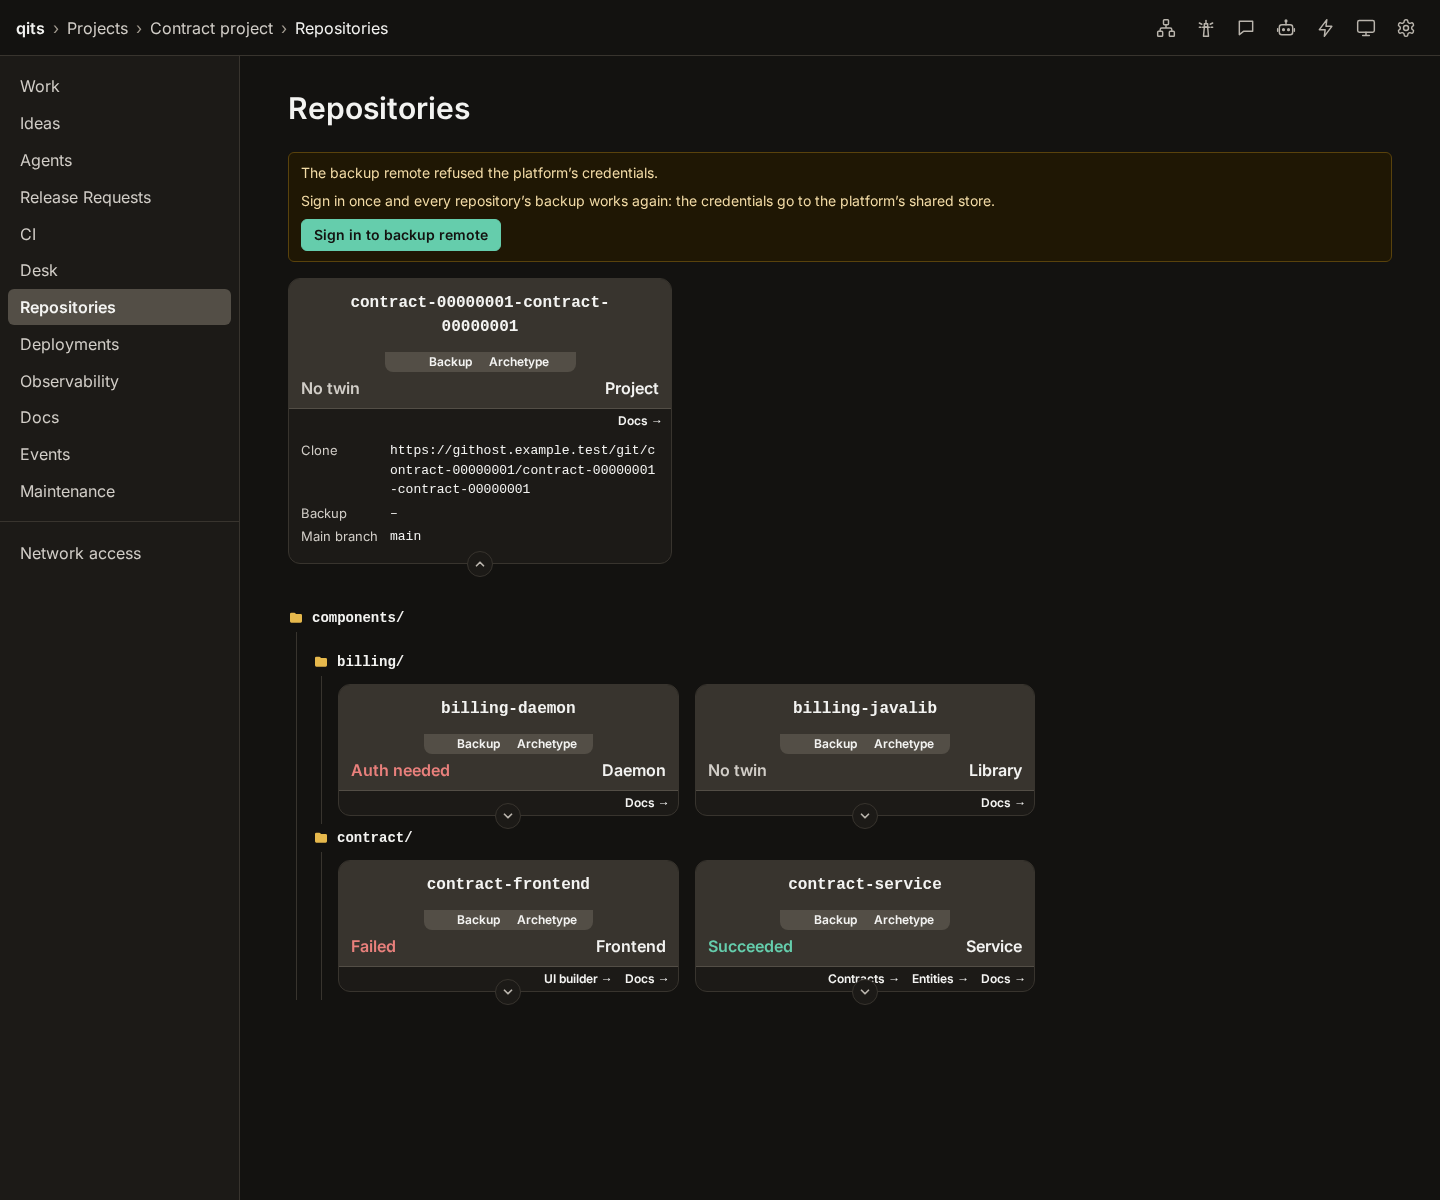 qits › Projects › Contract project › Repositories
Work
Ideas
Agents
Release Requests
CI
Desk
Repositories
Deployments
Observability
Docs
Events
Maintenance
Network access
Repositories
The backup remote refused the platform’s credentials.
Sign in once and every repository’s backup works again: the credentials go to the platform’s shared store.
Sign in to backup remote
contract-00000001-contract-
00000001
Backup Archetype
No twin Project
Docs →
Clone https://githost.example.test/git/c
ontract-00000001/contract-00000001
-contract-00000001
Backup –
Main branch main
components/
billing/
billing-daemon
Backup Archetype
Auth needed Daemon
Docs →
billing-javalib
Backup Archetype
No twin Library
Docs →
contract/
contract-frontend
Backup Archetype
Failed Frontend
UI builder → Docs →
contract-service
Backup Archetype
Succeeded Service
Contracts → Entities → Docs →